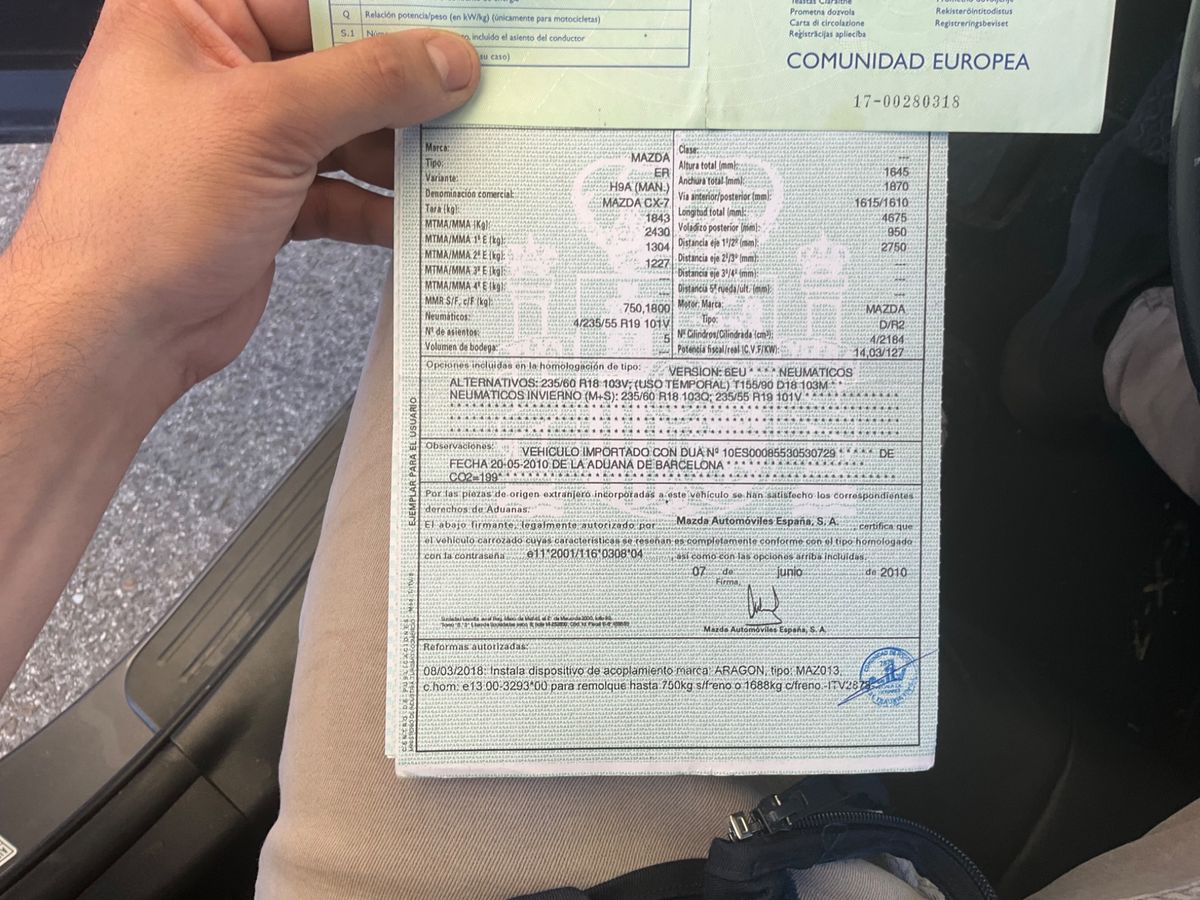 Q Relación potencia/peso (en kW/kg) (únicamente para motocicletas)
S.1 incluido el asiento del conductor
su caso)
Prometna dozvola
Carta di circolazione
Reģistrācijas apliecība
Rekisteröintitodistus
Registreringsbeviset
COMUNIDAD EUROPEA
17-00280318
Marca: MAZDA
Tipo: ER
Variante: H9A (MAN.)
Denominación comercial: MAZDA CX-7
Tara (kg): 1843
MTMA/MMA (Kg): 2430
MTMA/MMA 1º E (kg): 1304
MTMA/MMA 2º E (kg): 1227
MTMA/MMA 3º E (kg): ---
MTMA/MMA 4º E (kg): ---
MMR S/F, c/F (kg): 750,1800
Neumáticos: 4/235/55 R19 101V
Nº de asientos: 5
Volumen de bodega: ---
Clase: ---
Altura total (mm): 1645
Anchura total (mm): 1870
Vía anterior/posterior (mm): 1615/1610
Longitud total (mm): 4675
Voladizo posterior (mm): 950
Distancia eje 1º/2º (mm): 2750
Distancia eje 2º/3º (mm): ---
Distancia eje 3º/4º (mm): ---
Distancia 5ª rueda/ult. (mm): ---
Motor: Marca: MAZDA
Tipo: D/R2
Nº Cilindros/Cilindrada (cm³): 4/2184
Potencia fiscal/real (C.V.F/KW): 14,03/127
Opciones incluidas en la homologación de tipo: VERSION: 6EU * * * * NEUMATICOS
ALTERNATIVOS: 235/60 R18 103V; (USO TEMPORAL) T155/90 D18 103M * *
NEUMATICOS INVIERNO (M+S): 235/60 R18 103Q; 235/55 R19 101V
Observaciones: VEHICULO IMPORTADO CON DUA Nº 10ES00085530530729 * * * * * DE
FECHA 20-05-2010 DE LA ADUANA DE BARCELONA
CO2=199
EJEMPLAR PARA EL USUARIO
Por las piezas de origen extranjero incorporadas a este vehículo se han satisfecho los correspondientes
derechos de Aduanas.
El abajo firmante, legalmente autorizado por Mazda Automóviles España, S. A. , certifica que
el vehículo carrozado cuyas características se reseñan es completamente conforme con el tipo homologado
con la contraseña e11*2001/116*0308*04 , así como con las opciones arriba incluidas.
07 de junio de 2010
Firma,
Mazda Automóviles España, S. A.
Reformas autorizadas:
08/03/2018: Instala dispositivo de acoplamiento marca: ARAGON, tipo: MAZ013,
c.hom: e13 00-3293*00 para remolque hasta 750kg s/freno o 1688kg c/freno.-ITV